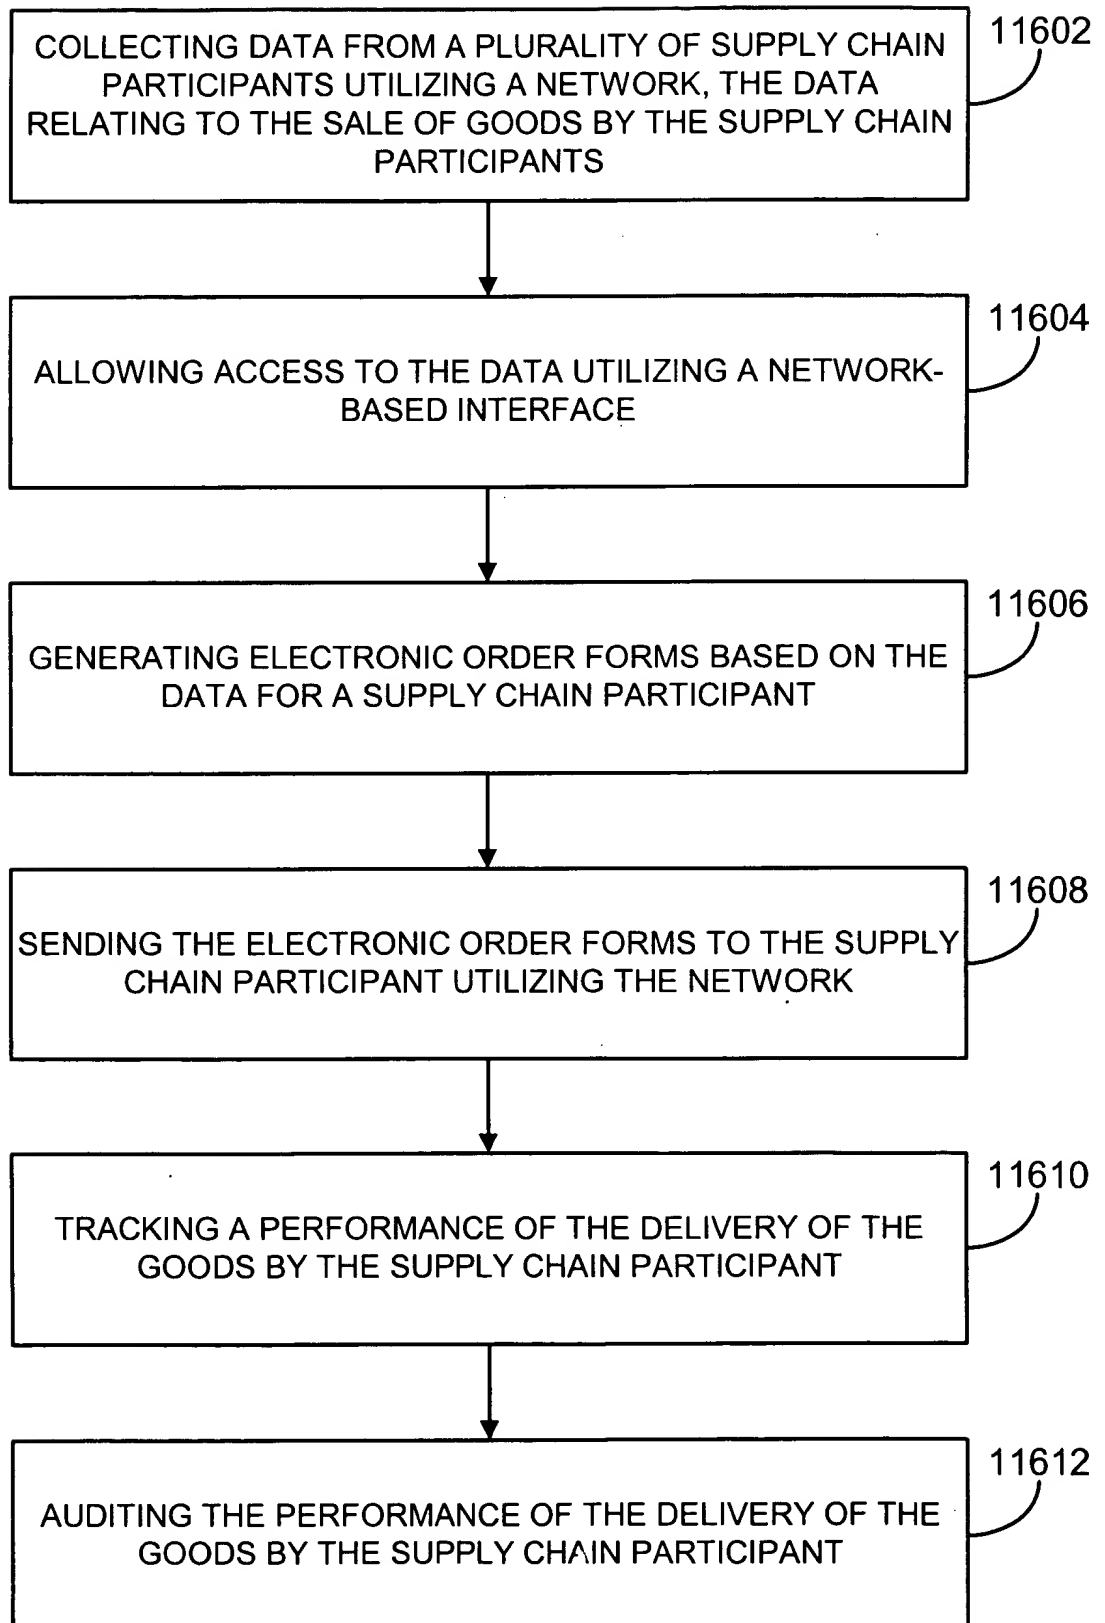 COLLECTING DATA FROM A PLURALITY OF SUPPLY CHAIN
PARTICIPANTS UTILIZING A NETWORK, THE DATA
RELATING TO THE SALE OF GOODS BY THE SUPPLY CHAIN
PARTICIPANTS
11602
ALLOWING ACCESS TO THE DATA UTILIZING A NETWORK-
BASED INTERFACE
11604
GENERATING ELECTRONIC ORDER FORMS BASED ON THE
DATA FOR A SUPPLY CHAIN PARTICIPANT
11606
SENDING THE ELECTRONIC ORDER FORMS TO THE SUPPLY
CHAIN PARTICIPANT UTILIZING THE NETWORK
11608
TRACKING A PERFORMANCE OF THE DELIVERY OF THE
GOODS BY THE SUPPLY CHAIN PARTICIPANT
11610
AUDITING THE PERFORMANCE OF THE DELIVERY OF THE
GOODS BY THE SUPPLY CHAIN PARTICIPANT
11612